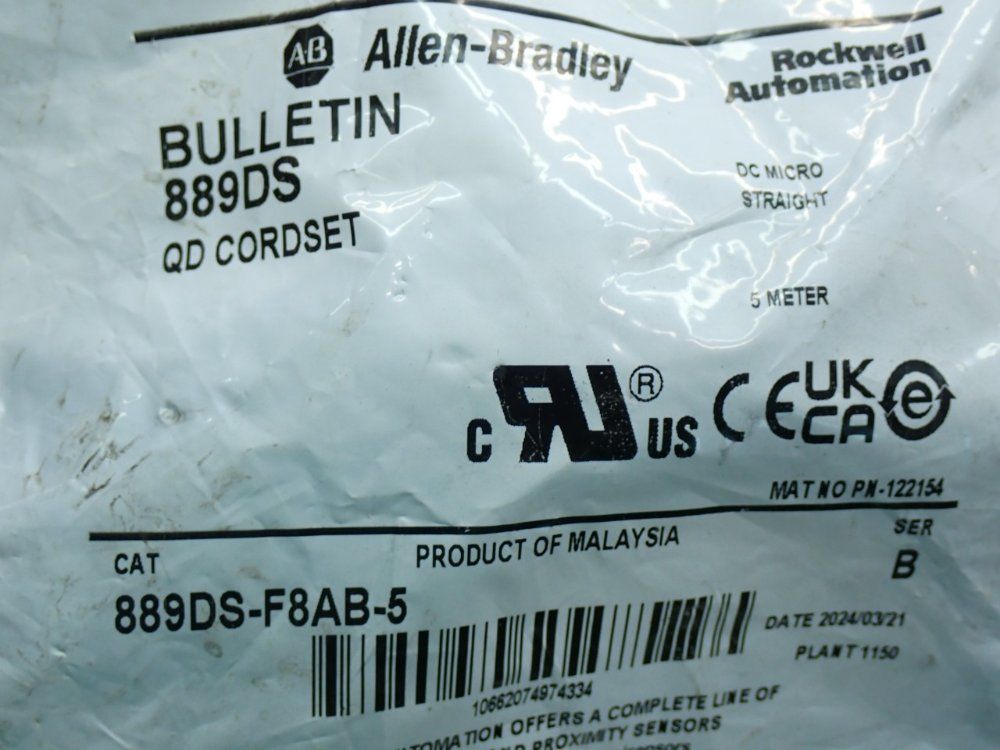 AB Allen-Bradley
Rockwell
Automation
BULLETIN
889DS
QD CORDSET
DC MICRO
STRAIGHT
5 METER
C RU® US CE UK
CA e
MAT NO PN-122154
CAT
PRODUCT OF MALAYSIA
SER
B
889DS-F8AB-5
DATE 2024/03/21
PLANT 1150
10662074974334
OFFERS A COMPLETE LINE OF
PROXIMITY SENSORS